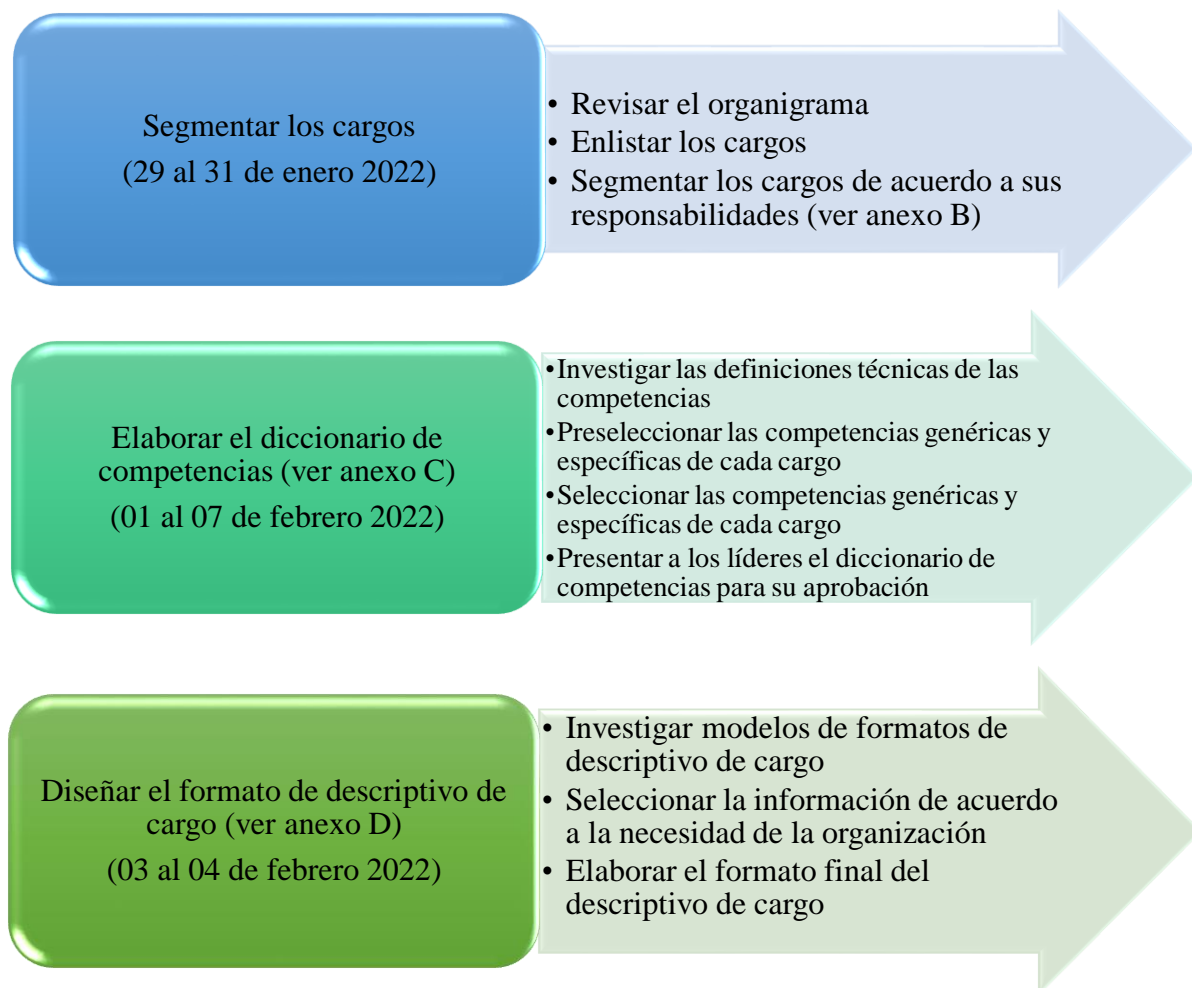 Segmentar los cargos
(29 al 31 de enero 2022)
• Revisar el organigrama
• Enlistar los cargos
• Segmentar los cargos de acuerdo a sus
responsabilidades (ver anexo B)
Elaborar el diccionario de
competencias (ver anexo C)
(01 al 07 de febrero 2022)
•Investigar las definiciones técnicas de las
competencias
•Preseleccionar las competencias genéricas y
específicas de cada cargo
•Seleccionar las competencias genéricas y
específicas de cada cargo
•Presentar a los líderes el diccionario de
competencias para su aprobación
Diseñar el formato de descriptivo de
cargo (ver anexo D)
(03 al 04 de febrero 2022)
• Investigar modelos de formatos de
descriptivo de cargo
• Seleccionar la información de acuerdo
a la necesidad de la organización
• Elaborar el formato final del
descriptivo de cargo